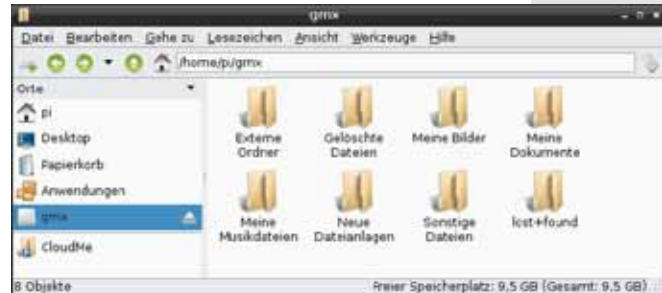 gmx
Datei Bearbeiten Gehe zu Lesezeichen Ansicht Werkzeuge Hilfe
/home/pi/gmx
Orte
pi
Desktop
Papierkorb
Anwendungen
gmx
CloudMe
Externe Ordner
Gelöschte Dateien
Meine Bilder
Meine Dokumente
Meine Musikdateien
Neue Dateianlagen
Sonstige Dateien
lost+found
8 Objekte
Freier Speicherplatz: 9,5 GB (Gesamt: 9,5 GB)